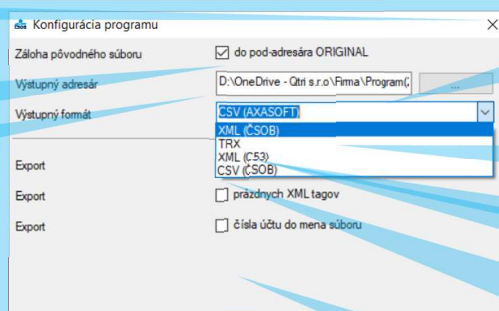 Konfigurácia programu
Záloha pôvodného súboru
do pod-adresára ORIGINAL
Výstupný adresár
D:\OneDrive - Qtri s.r.o\Firma\Program(;
...
Výstupný formát
CSV (AXASOFT)
XML (ČSOB)
TRX
XML (C53)
CSV (ČSOB)
Export
Export
prázdnych XML tagov
Export
čísla účtu do mena súboru